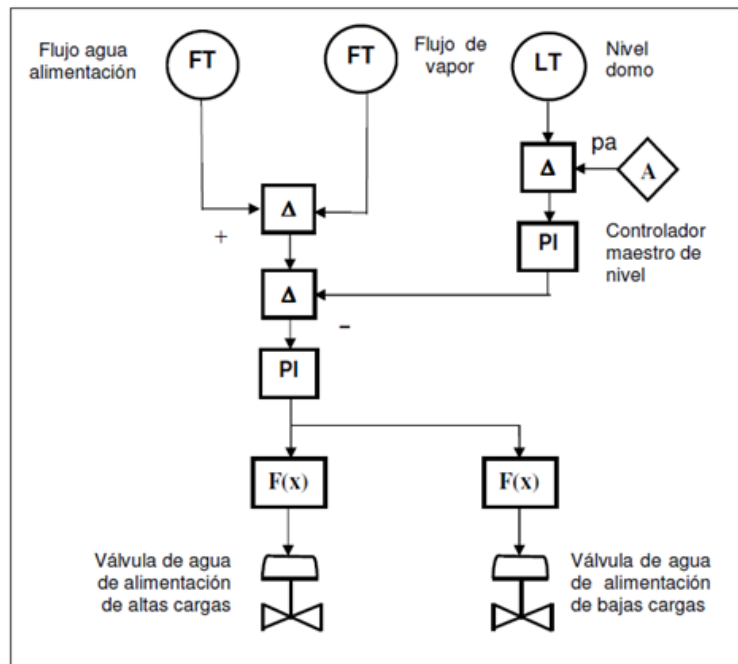 Flujo agua
alimentación
FT
FT
Flujo de
vapor
LT
Nivel
domo
Δ
pa
A
Δ
+
PI
Controlador
maestro de
nivel
Δ
−
PI
F(x)
F(x)
Válvula de agua
de alimentación
de altas cargas
Válvula de agua
de alimentación
de bajas cargas